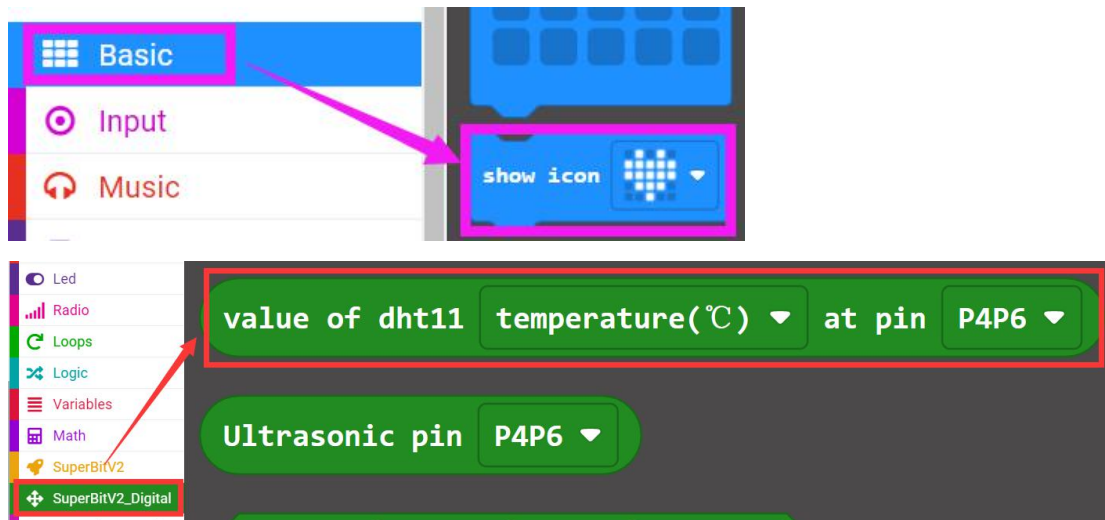 Basic
Input
Music
show icon
Led
Radio
Loops
Logic
Variables
Math
SuperBitV2
SuperBitV2_Digital
value of dht11 temperature(℃) at pin P4P6
Ultrasonic pin P4P6